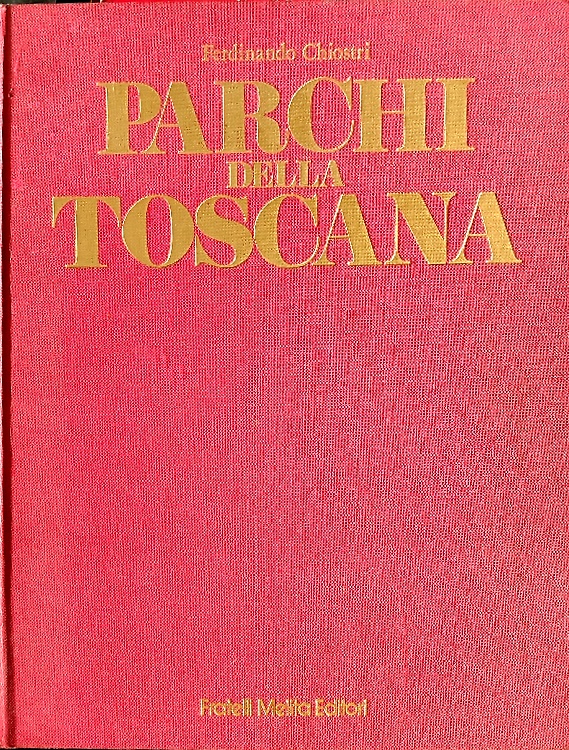 Ferdinando Chiostri
PARCHI
DELLA
TOSCANA
Fratelli Melita Editori